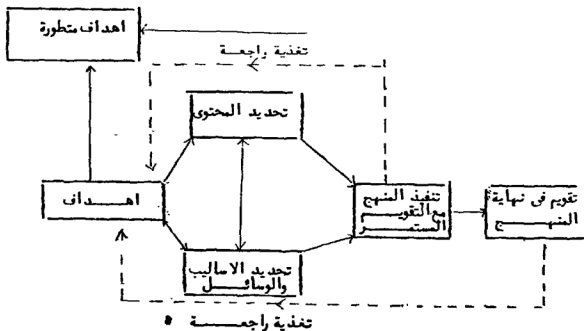 اهداف متطورة
تغذية راجعة
تحديد المحتوى
اهداف
تنفيذ المنهج
مع التقويم
المستمر
تقويم فى نهاية
المنهج
تحديد الاساليب
والوسائل
تغذية راجعة